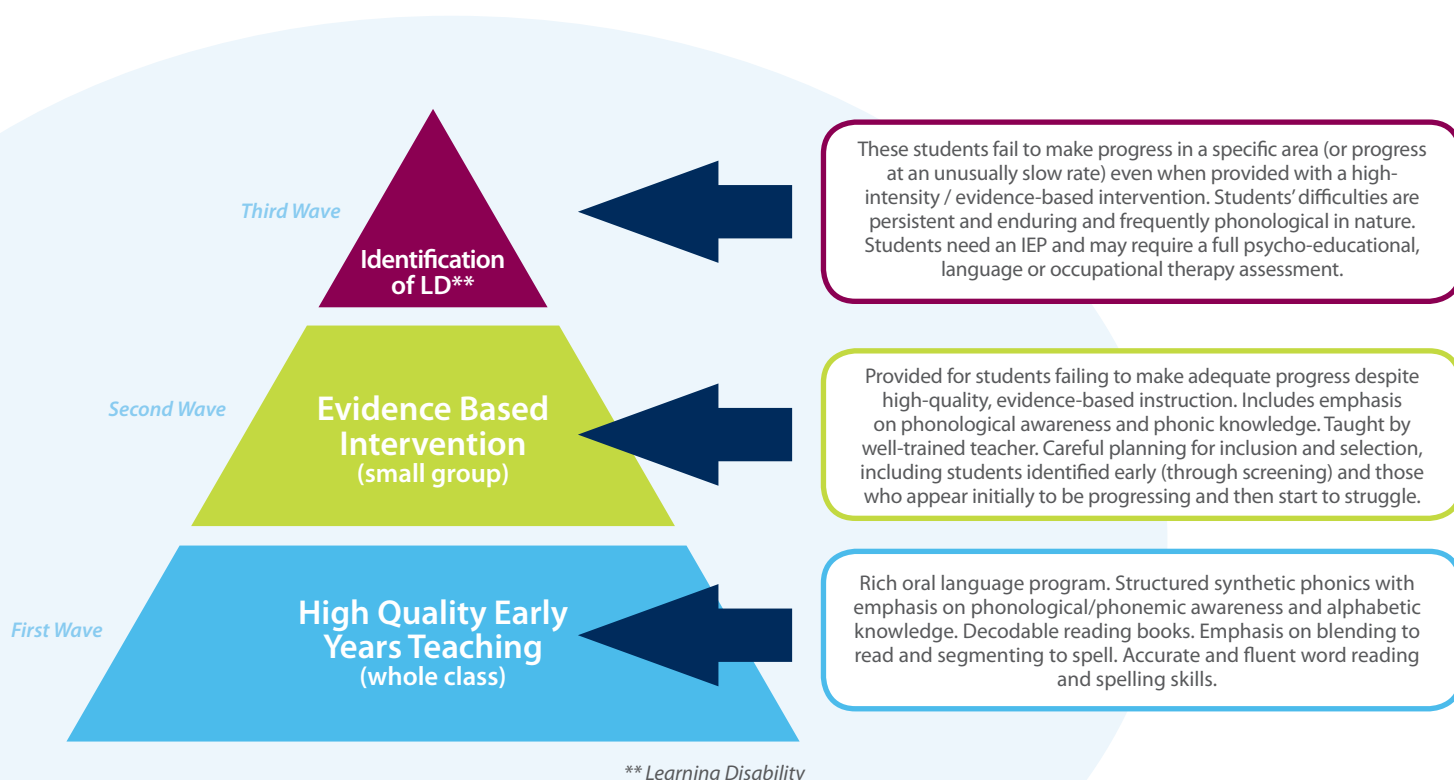 Third Wave
Identification
of LD**
These students fail to make progress in a specific area (or progress
at an unusually slow rate) even when provided with a high-
intensity / evidence-based intervention. Students' difficulties are
persistent and enduring and frequently phonological in nature.
Students need an IEP and may require a full psycho-educational,
language or occupational therapy assessment.
Second Wave
Evidence Based
Intervention
(small group)
Provided for students failing to make adequate progress despite
high-quality, evidence-based instruction. Includes emphasis
on phonological awareness and phonic knowledge. Taught by
well-trained teacher. Careful planning for inclusion and selection,
including students identified early (through screening) and those
who appear initially to be progressing and then start to struggle.
First Wave
High Quality Early
Years Teaching
(whole class)
Rich oral language program. Structured synthetic phonics with
emphasis on phonological/phonemic awareness and alphabetic
knowledge. Decodable reading books. Emphasis on blending to
read and segmenting to spell. Accurate and fluent word reading
and spelling skills.
** Learning Disability